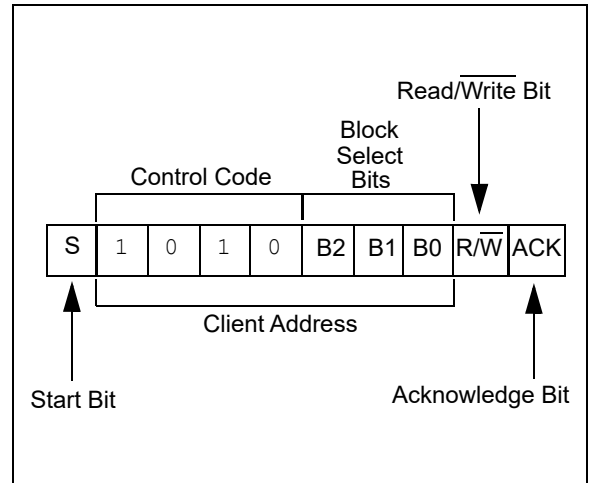 Read/Write Bit
Block
Select
Bits
Control Code
S 1 0 1 0 B2 B1 B0 R/W ACK
Client Address
Start Bit
Acknowledge Bit